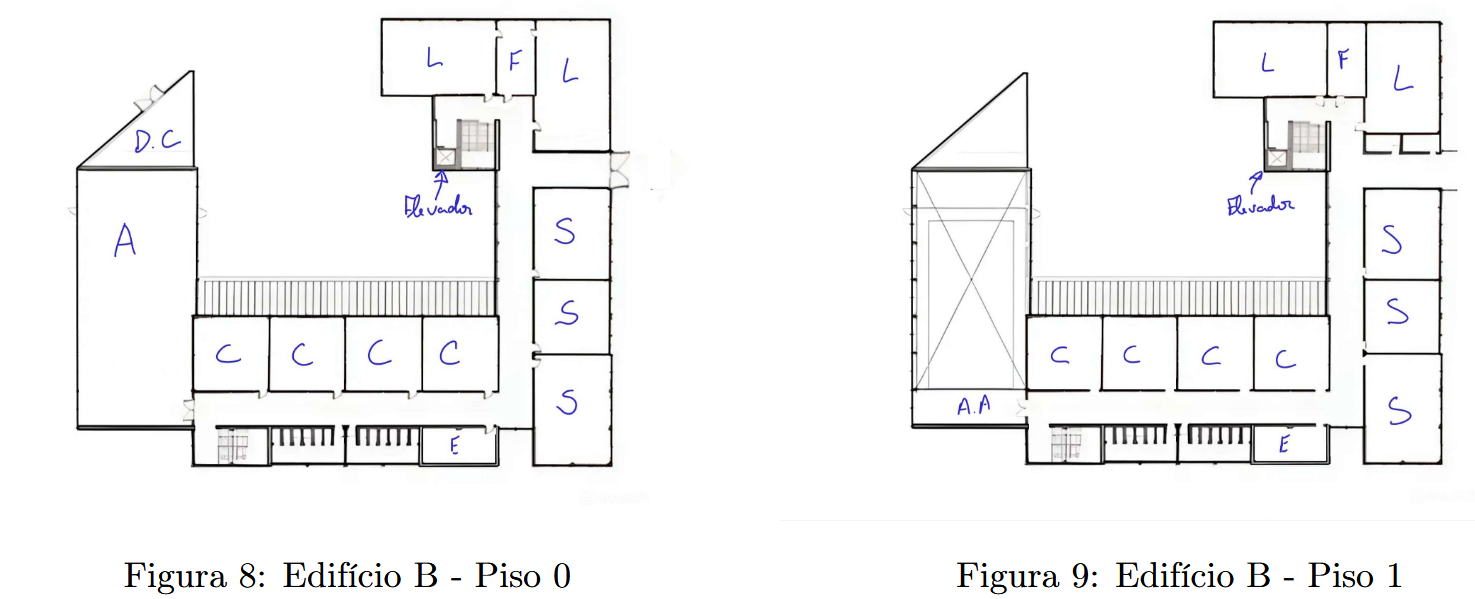 L F L
D.C
Elevador
A
S
S
C C C C
S
E
Figura 8: Edifício B - Piso 0
L F L
Elevador
S
S
C C C C
A.A
S
E
Figura 9: Edifício B - Piso 1